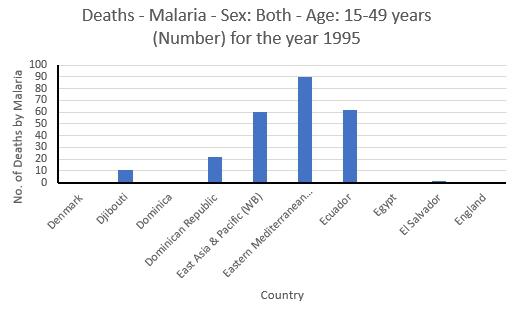 Deaths - Malaria - Sex: Both - Age: 15-49 years
(Number) for the year 1995
No. of Deaths by Malaria
100
90
80
70
60
50
40
30
20
10
0
Denmark
Djibouti
Dominica
Dominican Republic
East Asia & Pacific (WB)
Eastern Mediterranean...
Ecuador
Egypt
El Salvador
England
Country